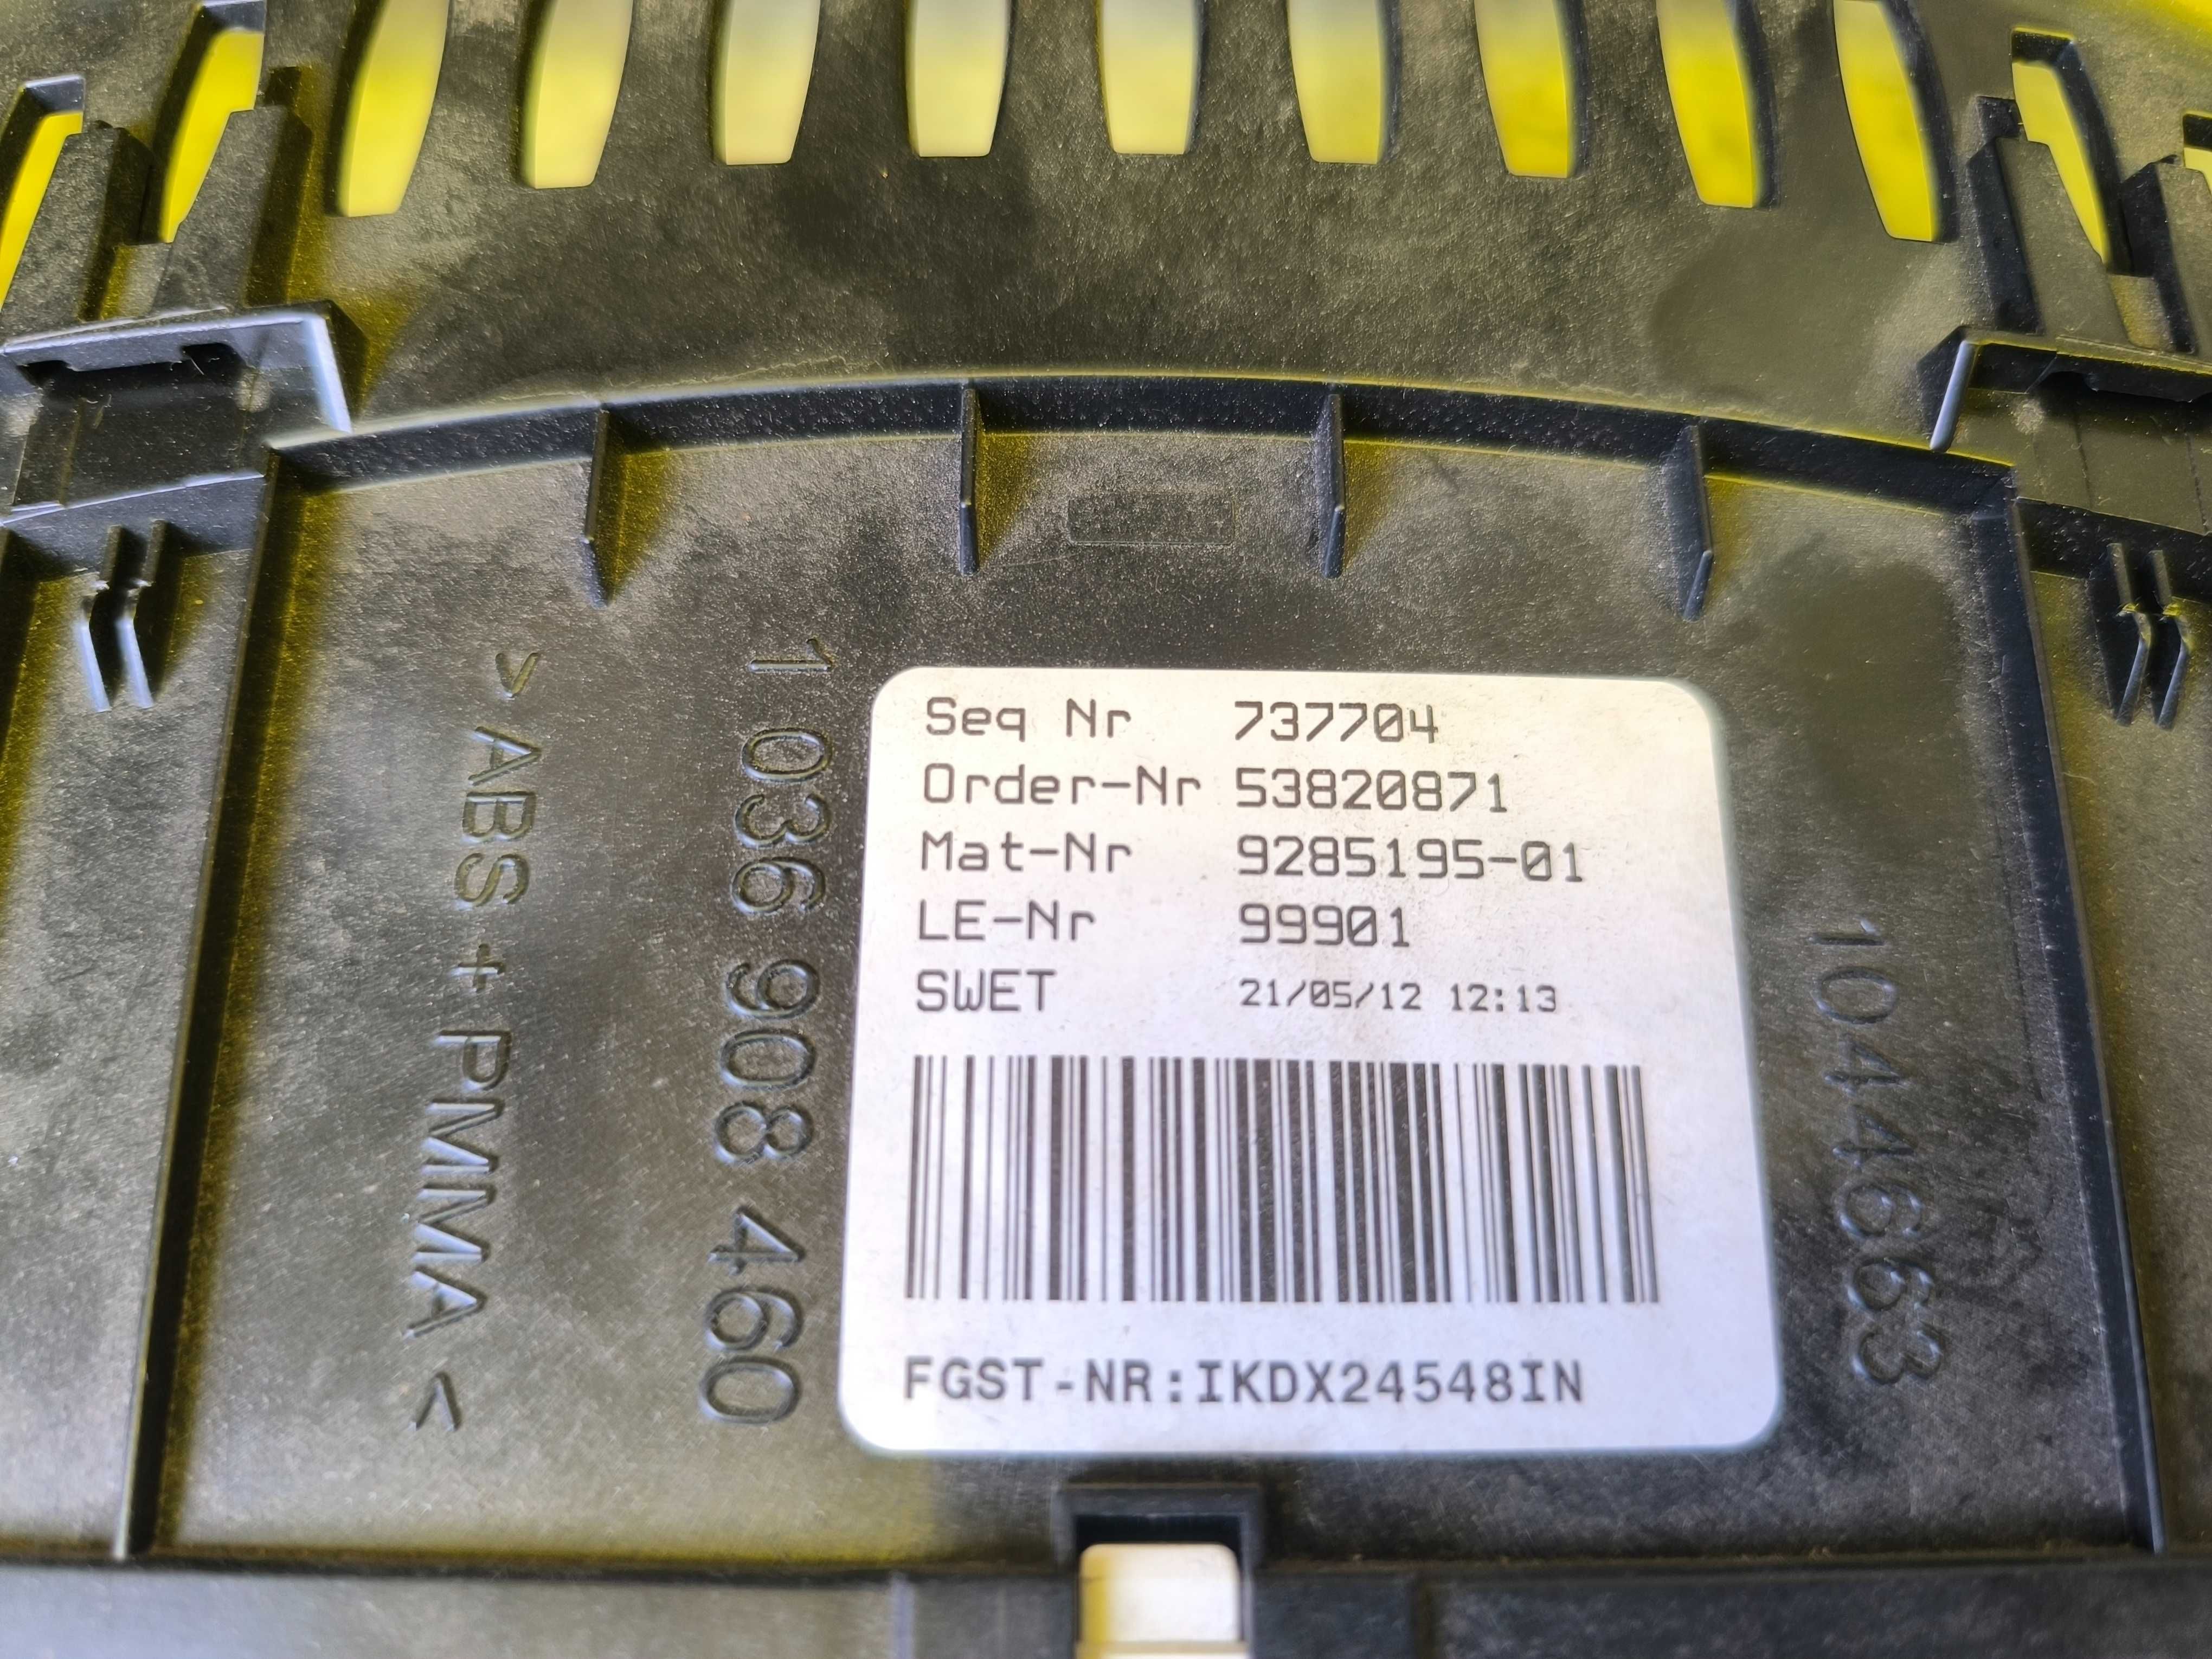 > ABS + PMMA <
1 036 908 460
Seq Nr 737704
Order-Nr 53820871
Mat-Nr 9285195-01
LE-Nr 99901
SWET 21/05/12 12:13
FGST-NR:IKDX24548IN
1044663